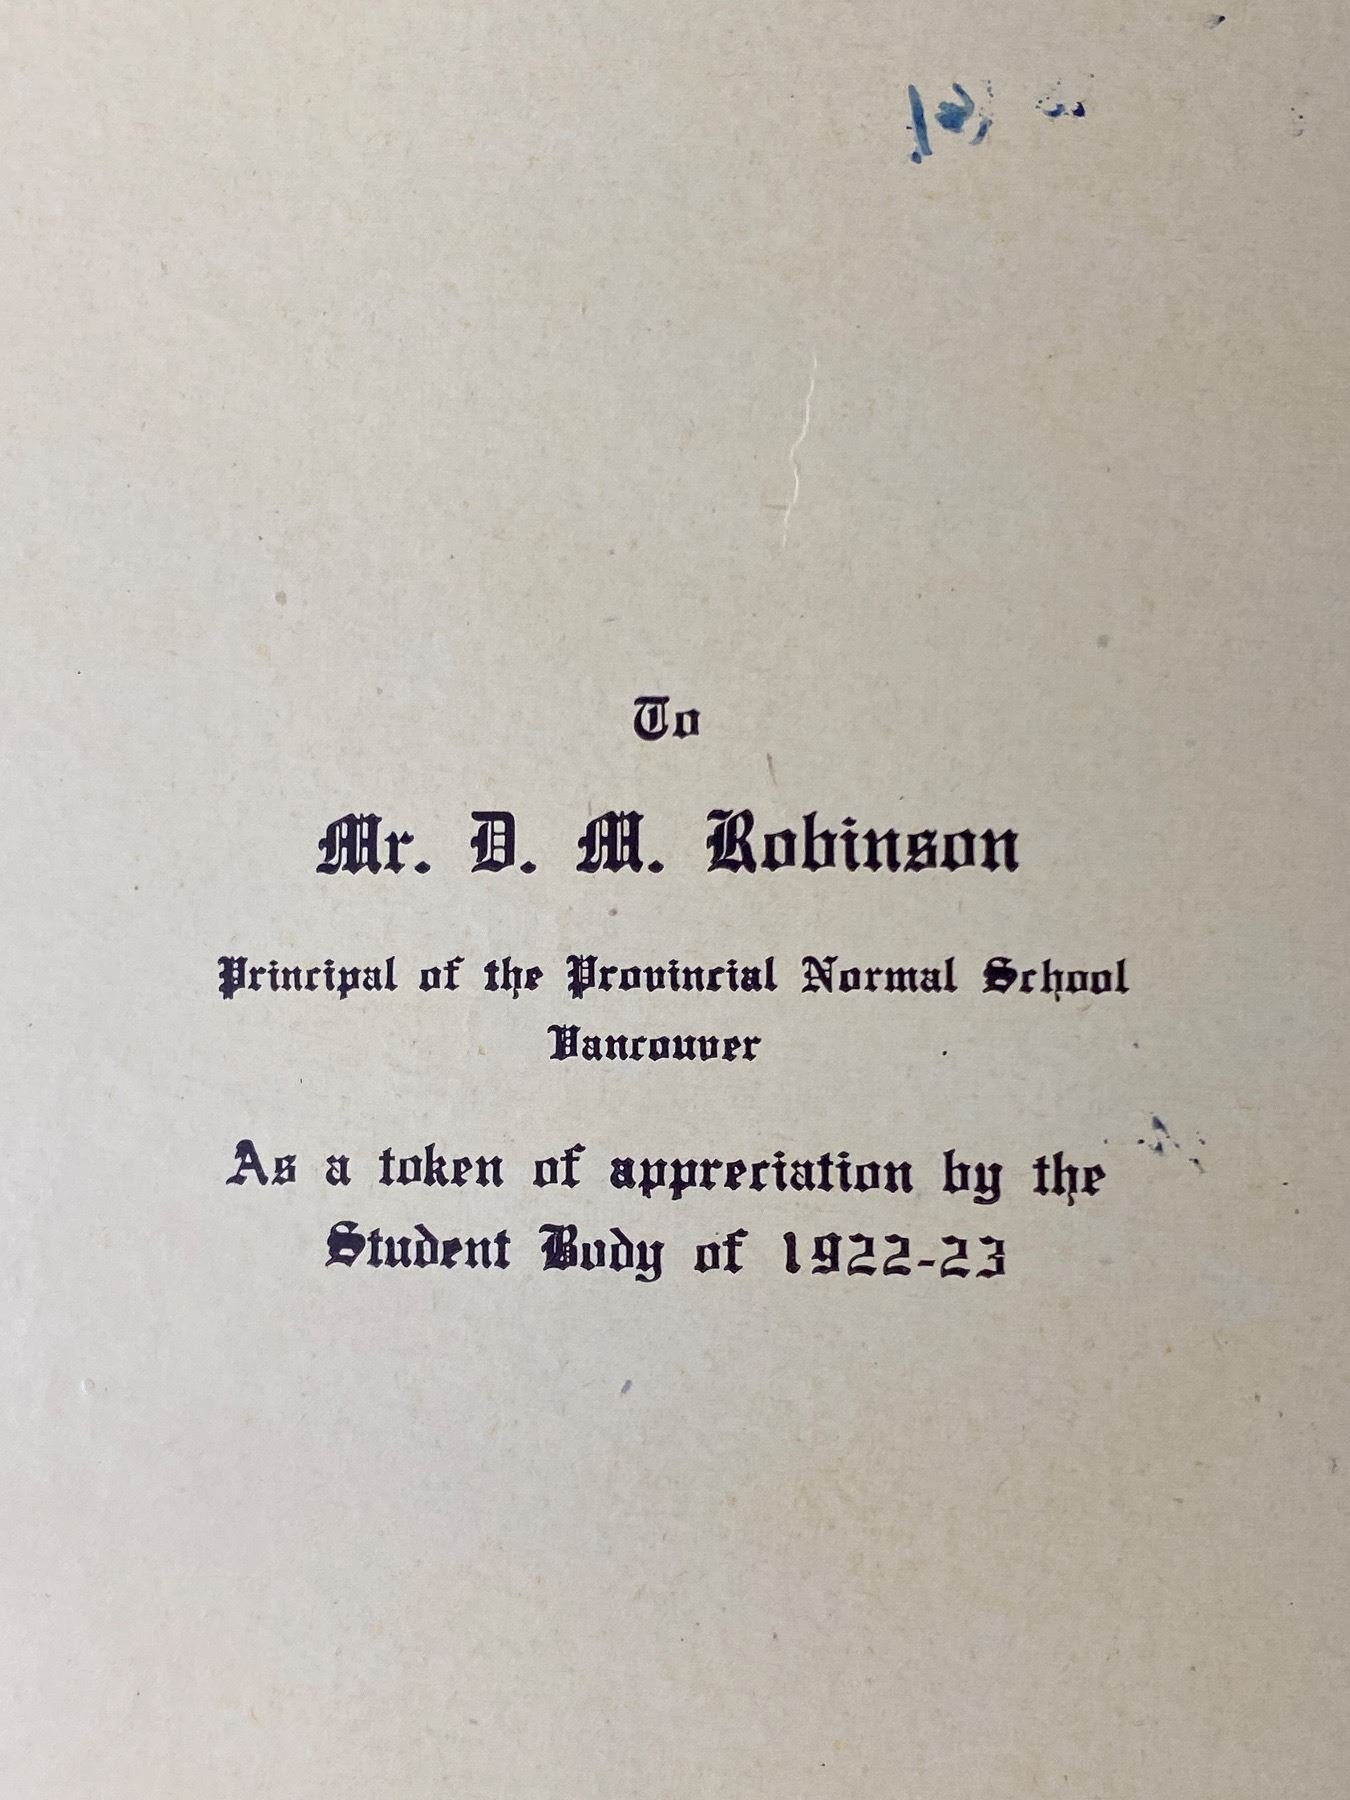 To
Mr. D. M. Robinson
Principal of the Provincial Normal School
Vancouver
As a token of appreciation by the
Student Body of 1922-23